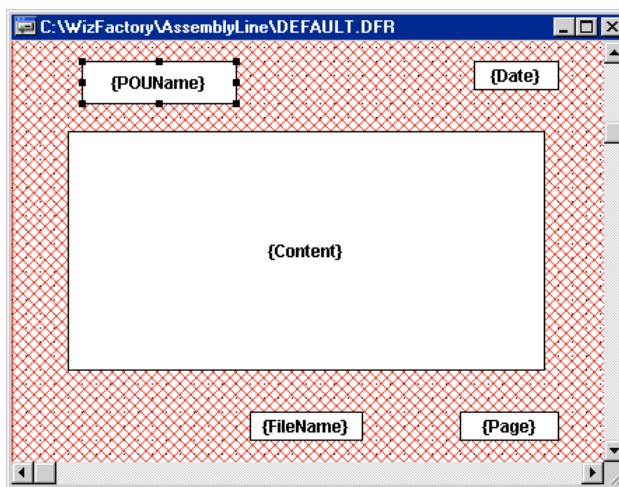 C:\WizFactory\AssemblyLine\DEFAULT.DFR
{POUName}
{Date}
{Content}
{FileName}
{Page}